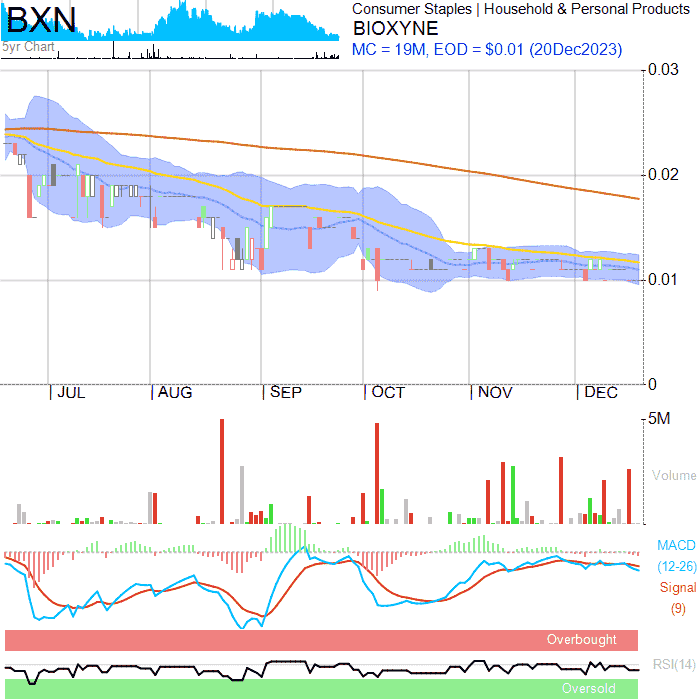 BXN
5yr Chart
Consumer Staples | Household & Personal Products
BIOXYNE
MC = 19M, EOD = $0.01 (20Dec2023)
0.03
0.02
0.01
0
| JUL | AUG | SEP | OCT | NOV | DEC
5M
Volume
MACD
(12-26)
Signal
(9)
Overbought
RSI(14)
Oversold